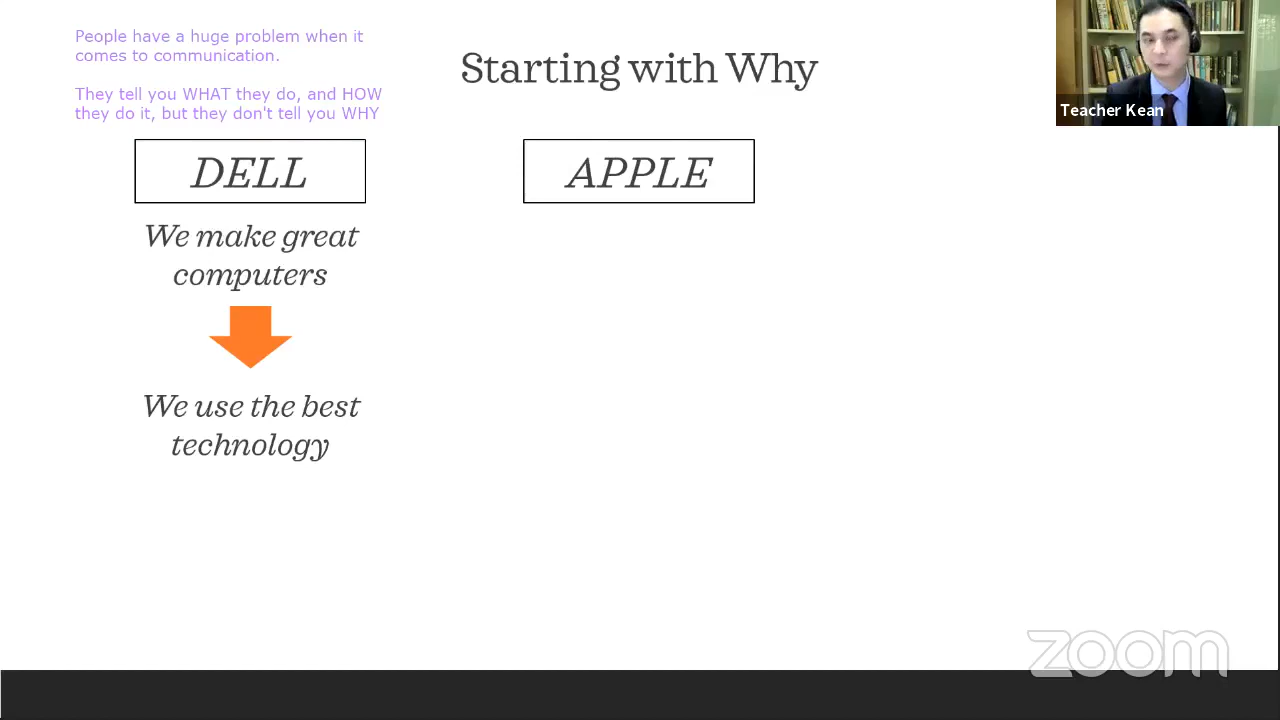 People have a huge problem when it
comes to communication.
They tell you WHAT they do, and HOW
they do it, but they don't tell you WHY
Starting with Why
Teacher Kean
DELL
We make great
computers
We use the best
technology
APPLE
zoom